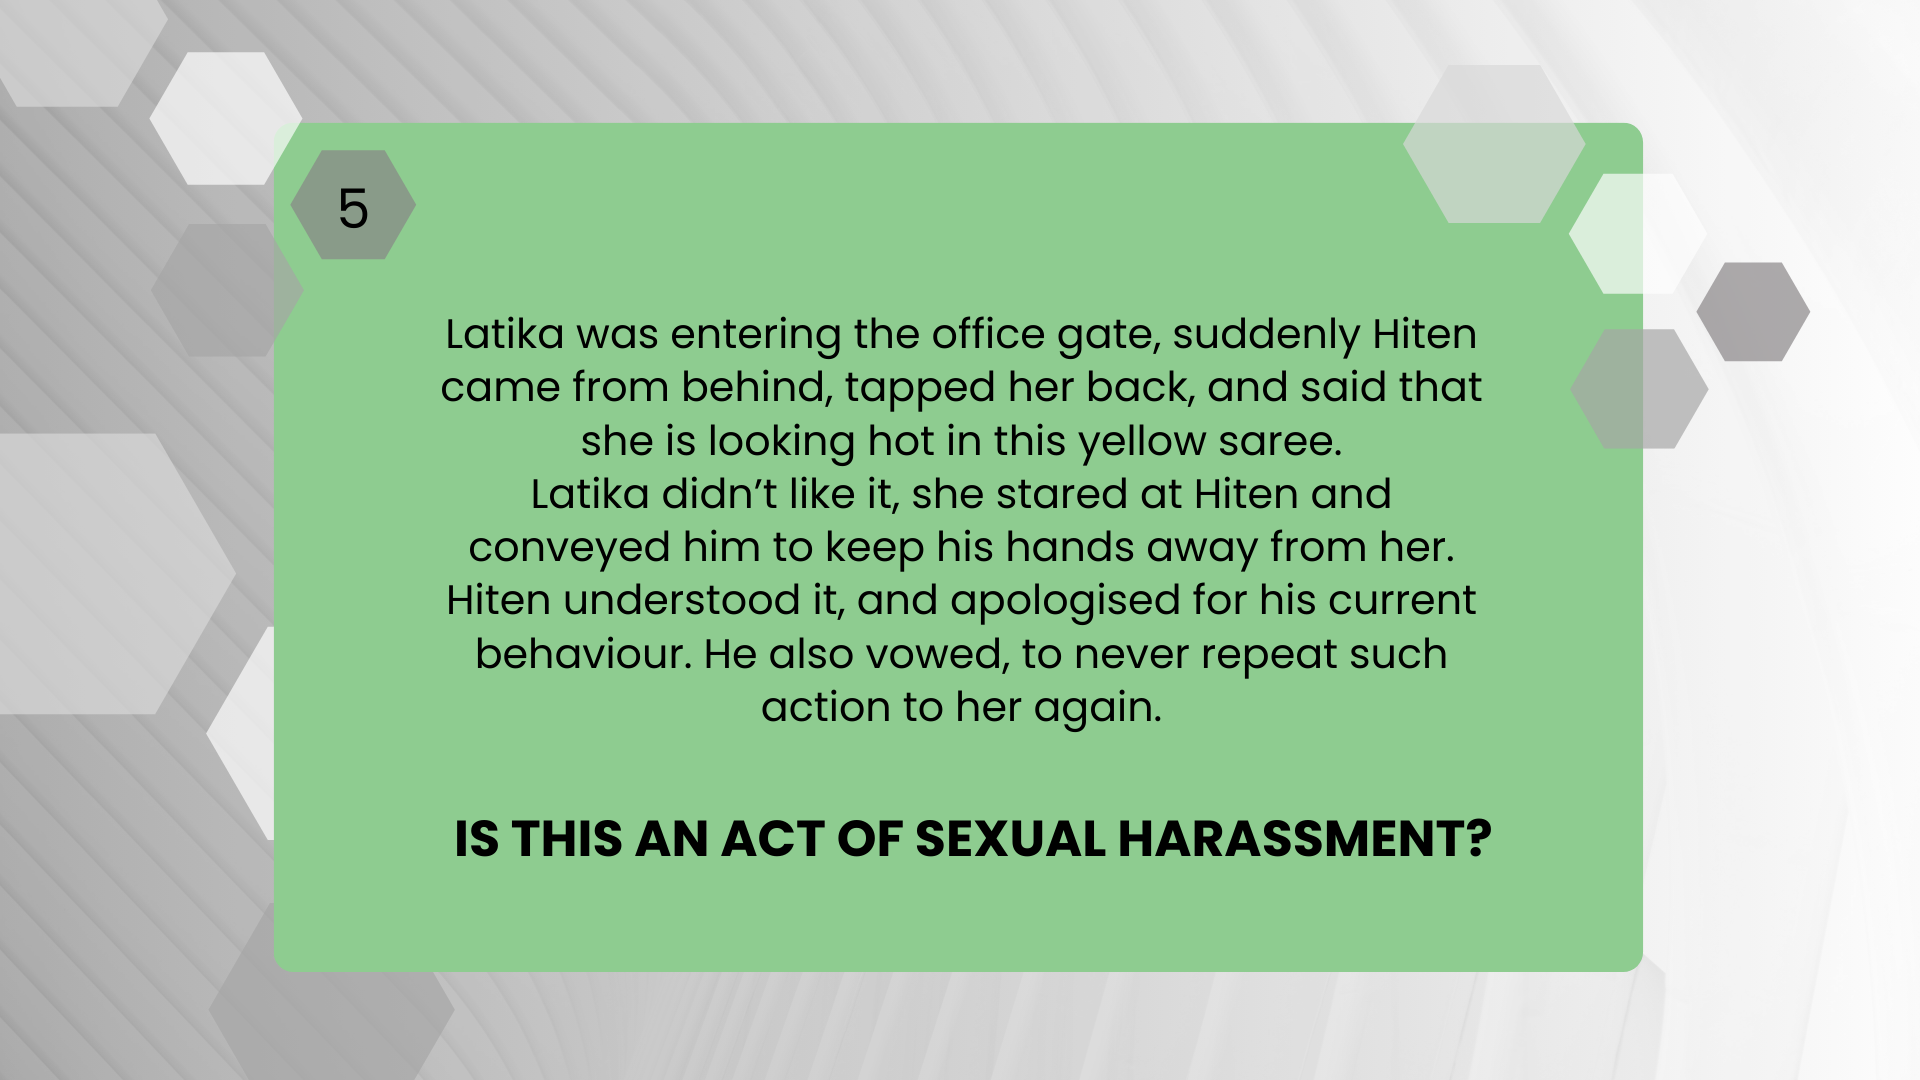 5
Latika was entering the office gate, suddenly Hiten
came from behind, tapped her back, and said that
she is looking hot in this yellow saree.
Latika didn’t like it, she stared at Hiten and
conveyed him to keep his hands away from her.
Hiten understood it, and apologised for his current
behaviour. He also vowed, to never repeat such
action to her again.
IS THIS AN ACT OF SEXUAL HARASSMENT?